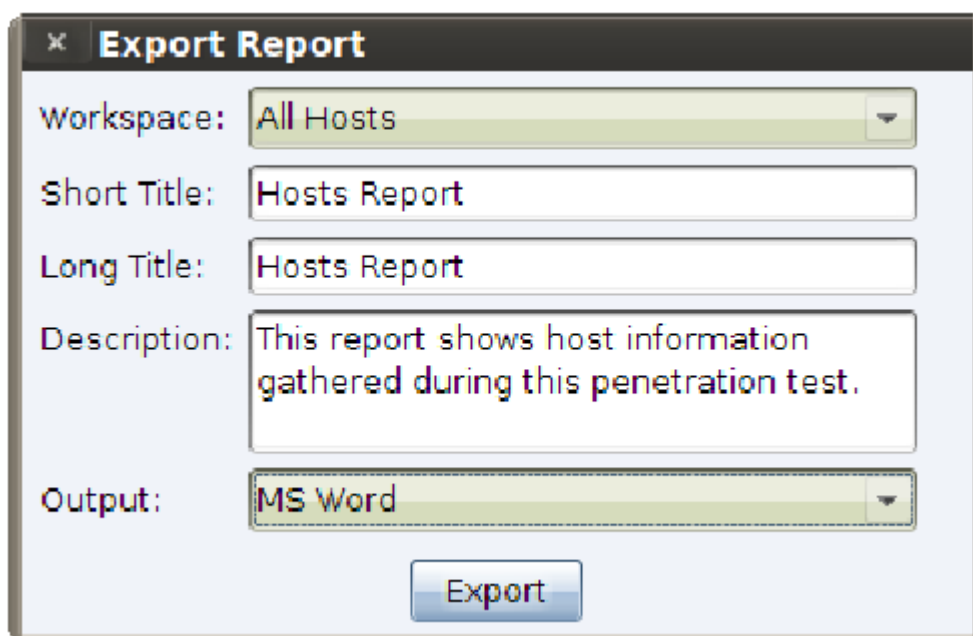 Export Report
Workspace: All Hosts
Short Title: Hosts Report
Long Title: Hosts Report
Description: This report shows host information
gathered during this penetration test.
Output: MS Word
Export